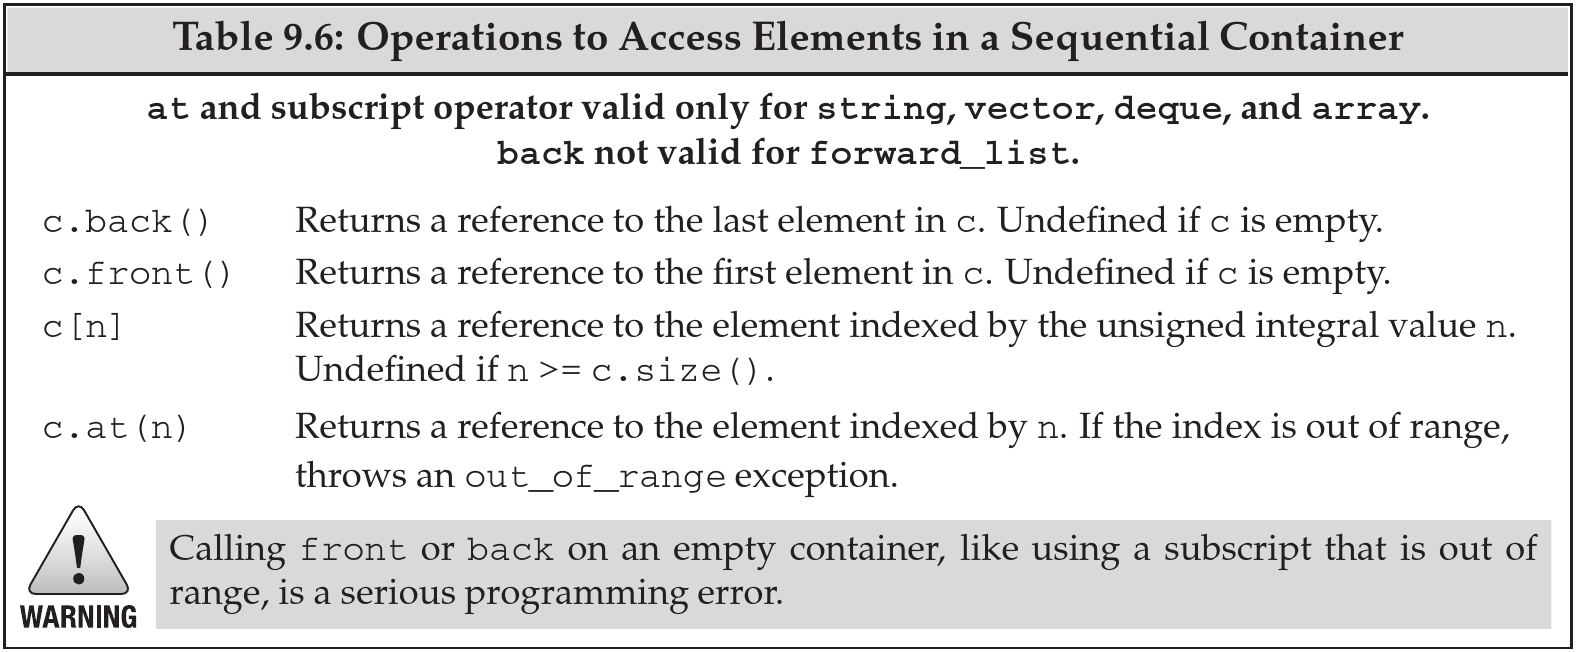 Table 9.6: Operations to Access Elements in a Sequential Container
at and subscript operator valid only for string, vector, deque, and array.
back not valid for forward_list.
c.back() Returns a reference to the last element in c. Undefined if c is empty.
c.front() Returns a reference to the first element in c. Undefined if c is empty.
c[n] Returns a reference to the element indexed by the unsigned integral value n.
Undefined if n >= c.size().
c.at(n) Returns a reference to the element indexed by n. If the index is out of range,
throws an out_of_range exception.
! Calling front or back on an empty container, like using a subscript that is out of
range, is a serious programming error.
WARNING